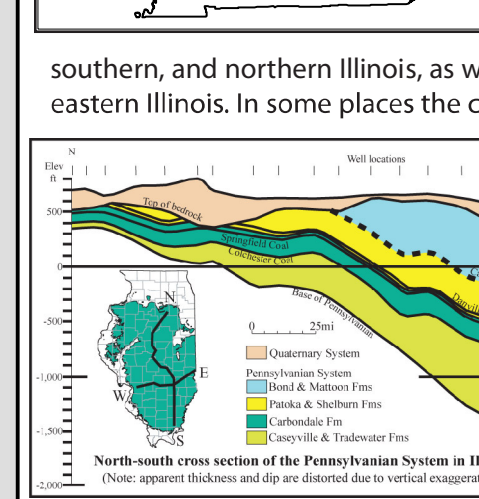 southern, and northern Illinois, as w
eastern Illinois. In some places the c
N
Well locations
Elev
ft
Top of bedrock
500
Springfield Coal
Colchester Coal
0
Base of Pennsylvanian
Danvil
N
-500
0 25mi
Quaternary System
E
Pennsylvanian System
-1,000
Bond & Mattoon Fms
W
Patoka & Shelburn Fms
Carbondale Fm
-1,500
S
Caseyville & Tradewater Fms
North-south cross section of the Pennsylvanian System in Il
(Note: apparent thickness and dip are distorted due to vertical exaggerat
-2,000